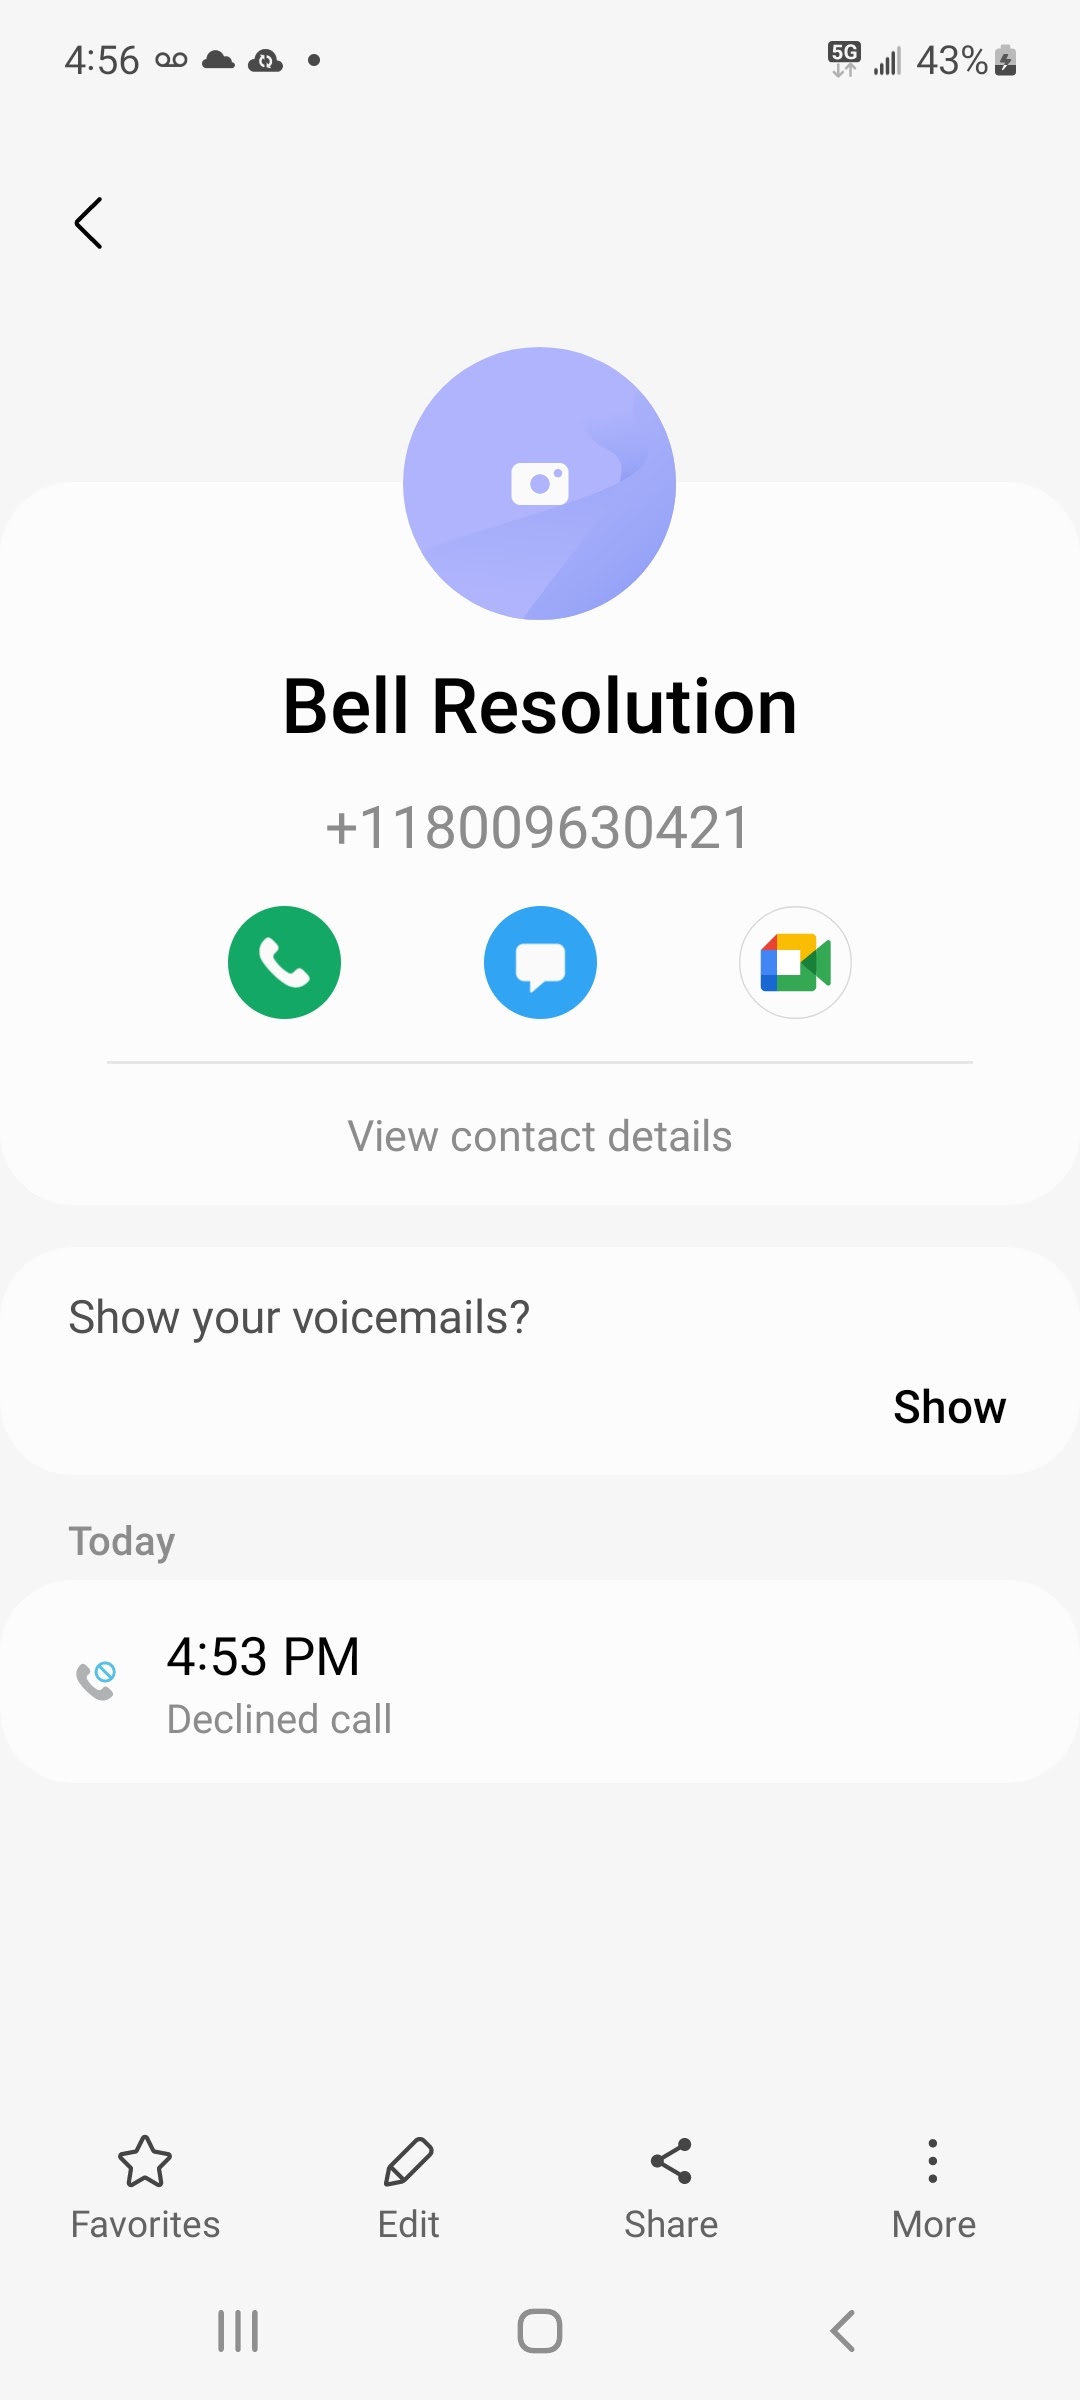 4:56
5G
43%
Bell Resolution
+118009630421
View contact details
Show your voicemails?
Show
Today
4:53 PM
Declined call
Favorites
Edit
Share
More